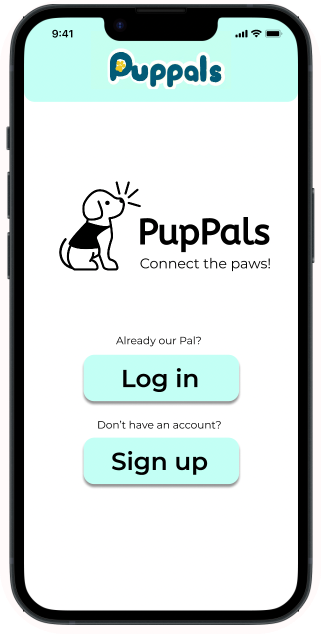 9:41
Puppals
PupPals
Connect the paws!
Already our Pal?
Log in
Don't have an account?
Sign up